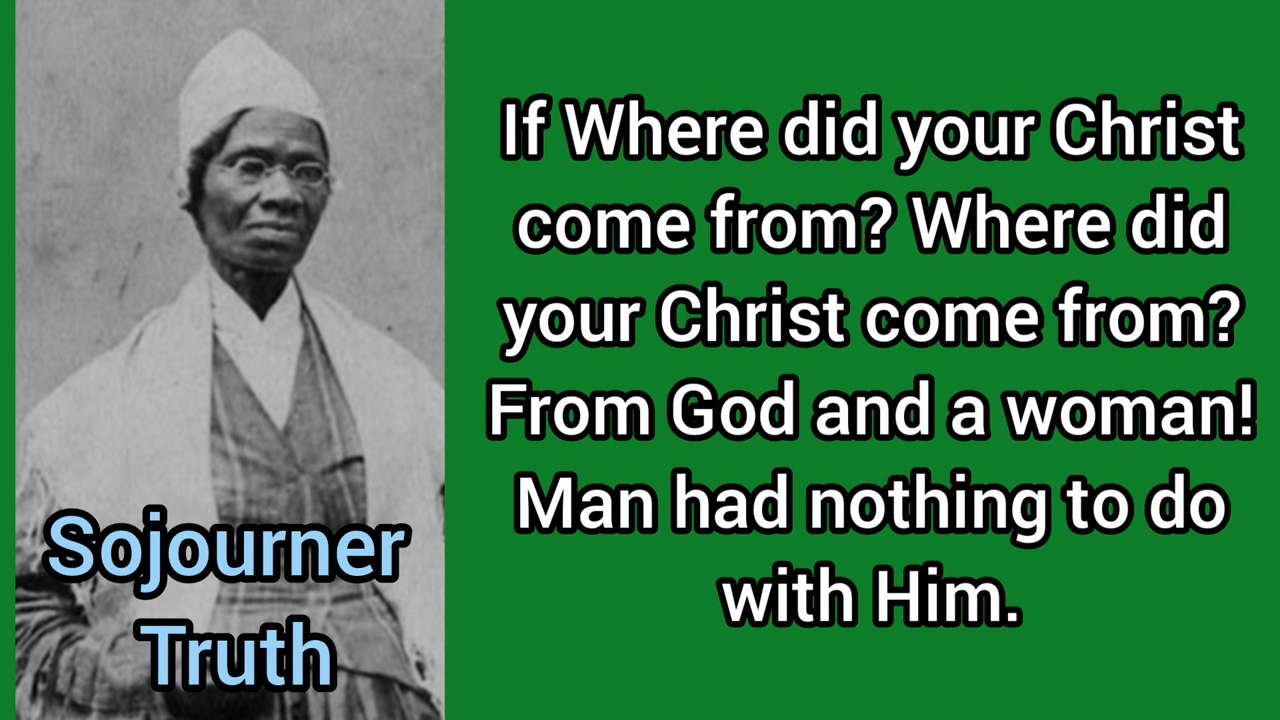 If Where did your Christ
come from? Where did
your Christ come from?
From God and a woman!
Man had nothing to do
with Him.
Sojourner
Truth